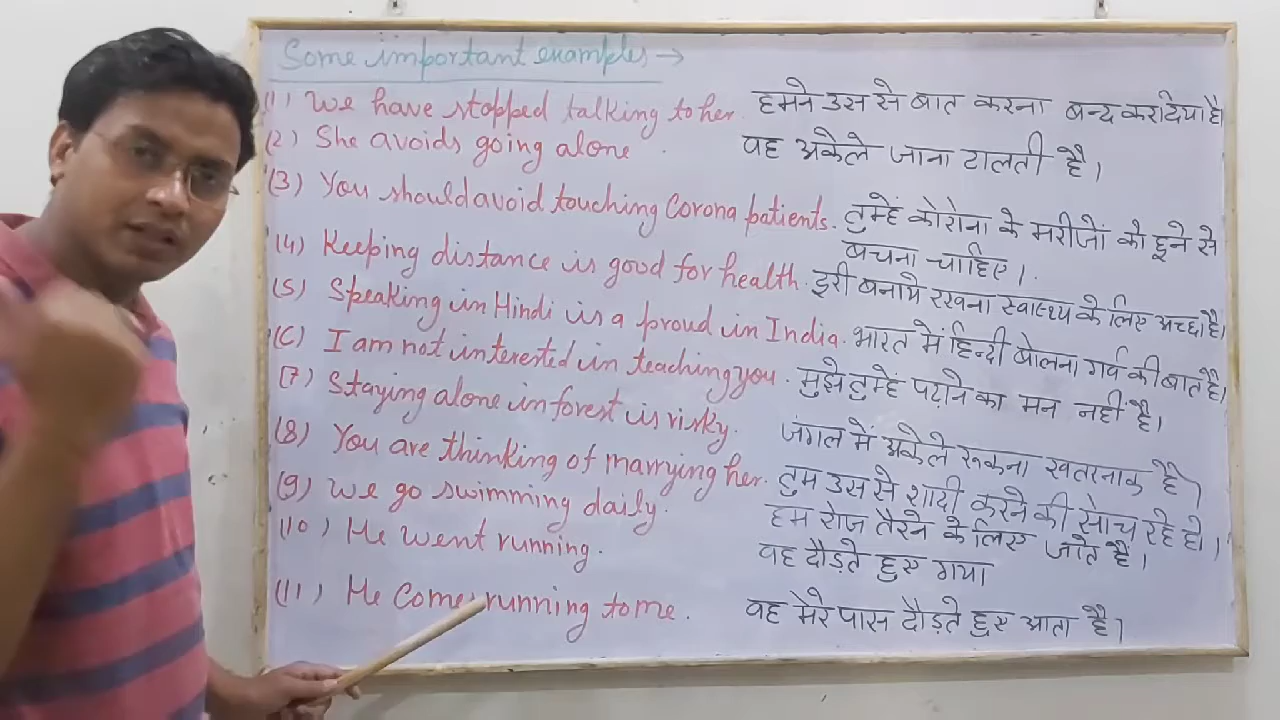 Some important examples →
(1) We have stopped talking to her. हमने उस से बात करना बन्द कर दिया है।
(2) She avoids going alone. वह अकेले जाना टालती है।
(3) You should avoid touching Corona patients. तुम्हें कोरोना के मरीजों को छूने से
बचना चाहिए।
(4) Keeping distance is good for health. दूरी बनाये रखना स्वास्थ्य के लिए अच्छा है।
(5) Speaking in Hindi is a proud in India. भारत में हिन्दी बोलना गर्व की बात है।
(6) I am not interested in teaching you. मुझे तुम्हें पढ़ाने का मन नहीं है।
(7) Staying alone in forest is risky. जंगल में अकेले रूकना खतरनाक है।
(8) You are thinking of marrying her. तुम उस से शादी करने की सोच रहे हो।
(9) We go swimming daily. हम रोज तैरने के लिए जाते है।
(10) He went running. वह दौड़ते हुए गया
(11) He comes running to me. वह मेरे पास दौड़ते हुए आता है।